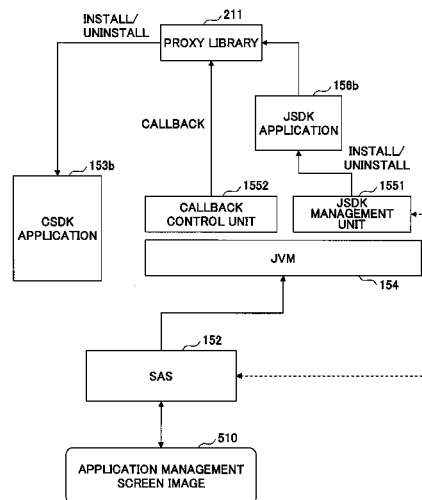 INSTALL/
UNINSTALL
211
PROXY LIBRARY
156b
JSDK
APPLICATION
CALLBACK
INSTALL/
UNINSTALL
153b
CSDK
APPLICATION
1552
CALLBACK
CONTROL UNIT
1551
JSDK
MANAGEMENT
UNIT
JVM
154
152
SAS
510
APPLICATION MANAGEMENT
SCREEN IMAGE